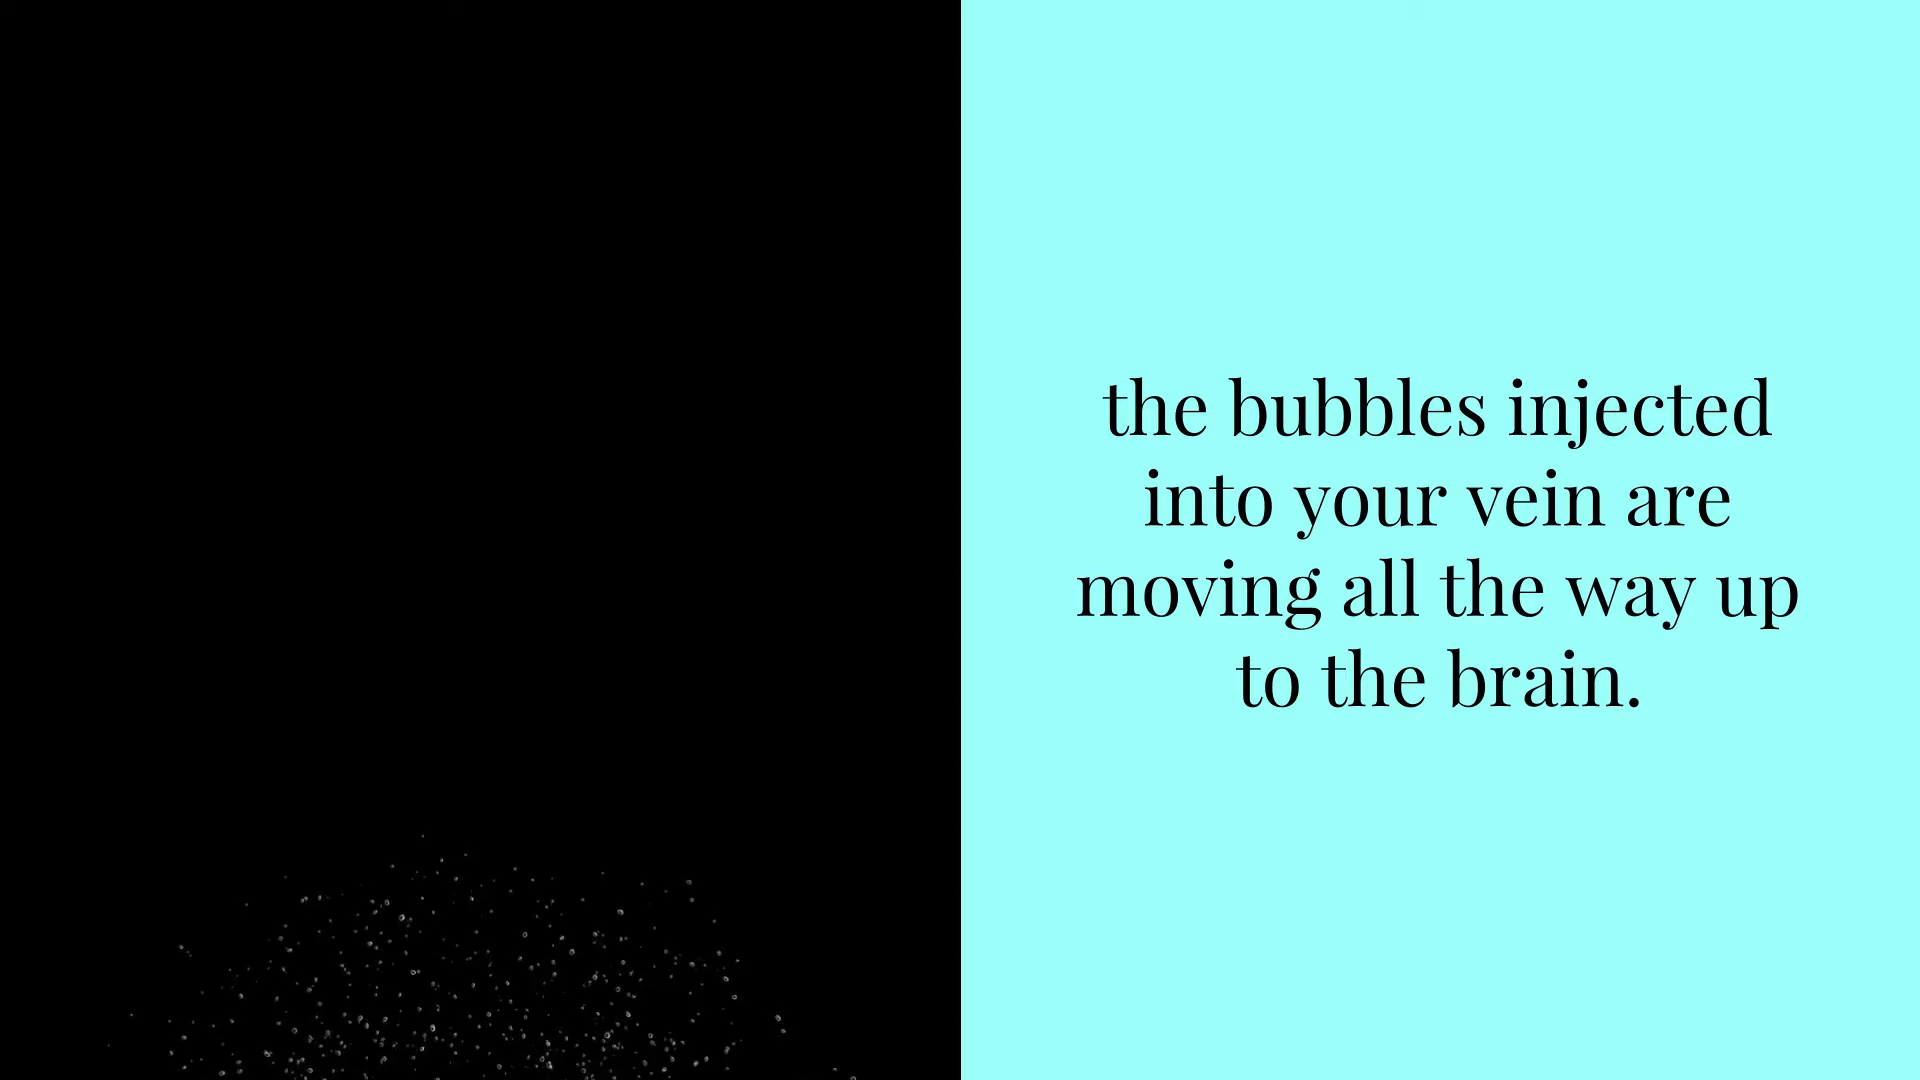 the bubbles injected
into your vein are
moving all the way up
to the brain.